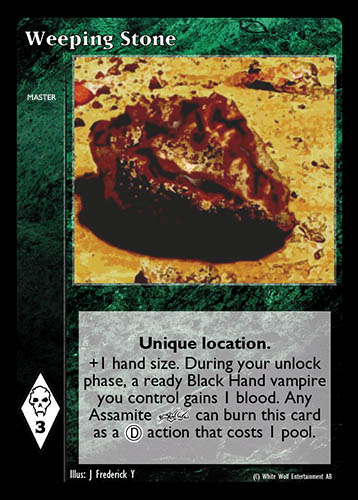 Weeping Stone
MASTER
Unique location.
+1 hand size. During your unlock
phase, a ready Black Hand vampire
you control gains 1 blood. Any
Assamite can burn this card
as a D action that costs 1 pool.
3
Illus: J Frederick Y
(C) White Wolf Entertainment AB